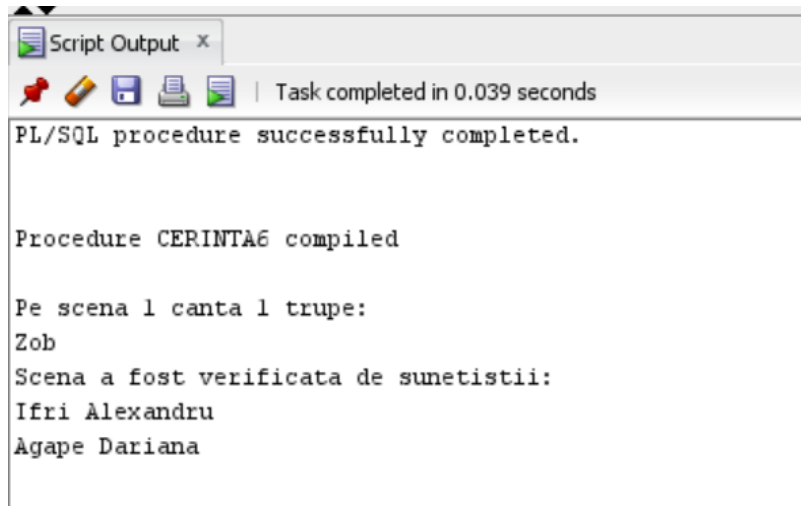 Script Output x
Task completed in 0.039 seconds
PL/SQL procedure successfully completed.
Procedure CERINTA6 compiled
Pe scena 1 canta 1 trupe:
Zob
Scena a fost verificata de sunetistii:
Ifri Alexandru
Agape Dariana